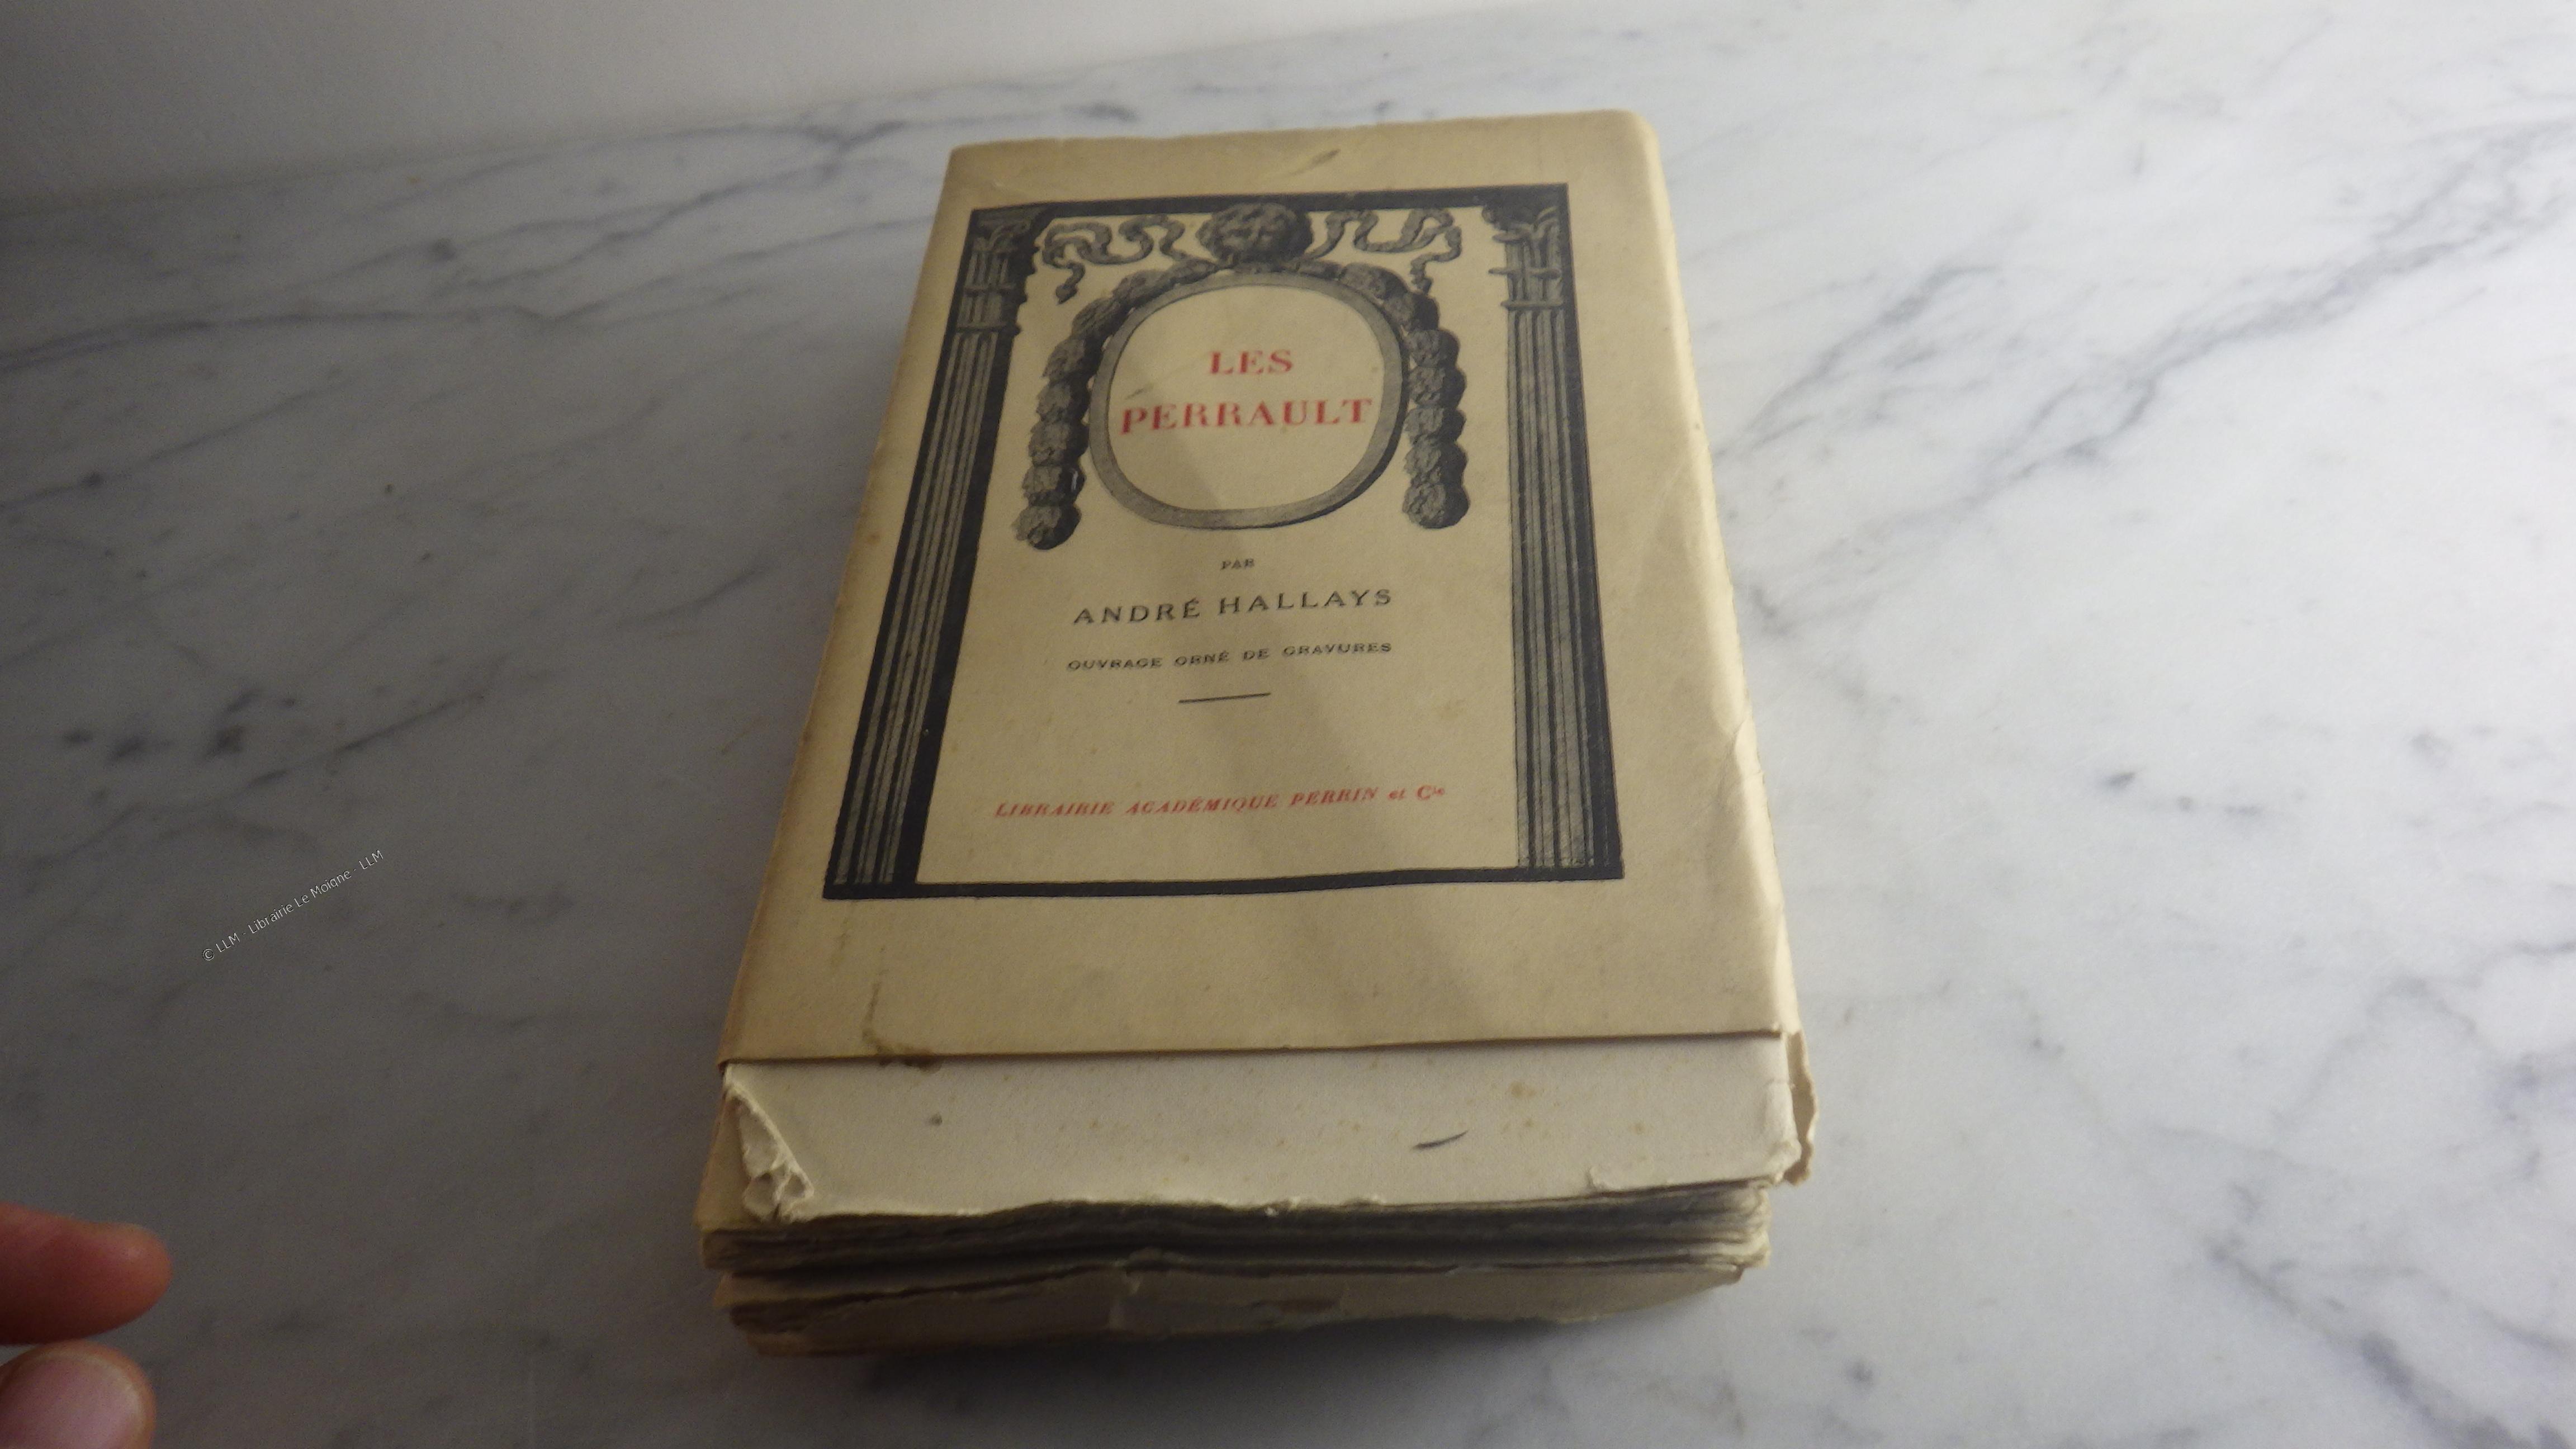 LES
PERRAULT
PAR
ANDRÉ HALLAYS
OUVRAGE ORNÉ DE GRAVURES
LIBRAIRIE ACADÉMIQUE PERRIN et Cie
© LLM - Librairie Le Moigne - LLM